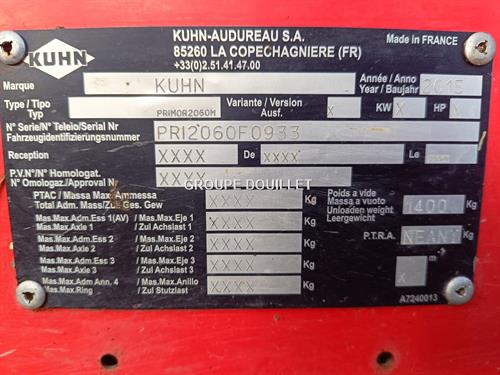 KUHN
KUHN-AUDUREAU S.A.
85260 LA COPECHAGNIERE (FR)
+33(0)2.51.41.47.00
Made in FRANCE
Marque KUHN Année / Anno 2015
Year / Baujahr
Type / Tipo PRIMOR2060M Variante / Version X KW X HP X
Typ Ausf.
N° Serie/N° Teleio/Serial Nr PRI2060F0933
Fahrzeugidentifizierungsnummer
Reception XXXX De XXXX Le
P.V.N°/N° Homologat. XXXX
N° Omologaz./Approval N°
GROUPE DOUILLET
PTAC / Massa Max. Ammessa XXXX Kg Poids à vide 1400 Kg
Total Adm. Mass/Zul. Ges. Gew Massa a vuoto
Unloaden weight
Leergewicht
Mas.Max.Adm.Ess 1 (AV) / Mas.Max.Eje 1 XXXX Kg
Mas.Max.Axle 1 / Zul Achslast 1
Mas.Max.Adm.Ess 2 / Mas.Max.Eje 2 XXXX Kg P.T.R.A. NEANT Kg
Mas.Max.Axle 2 / Zul Achslast 2
Mas.Max.Adm.Ess 3 / Mas.Max.Eje 3 XXXX Kg X m
Mas.Max.Axle 3 / Zul Achslast 3
Mas.Max.Adm Ann. 4 / Mas.Max.Anillo XXXX Kg
Mas.Max.Ring / Zul Stutzlast
A7240013